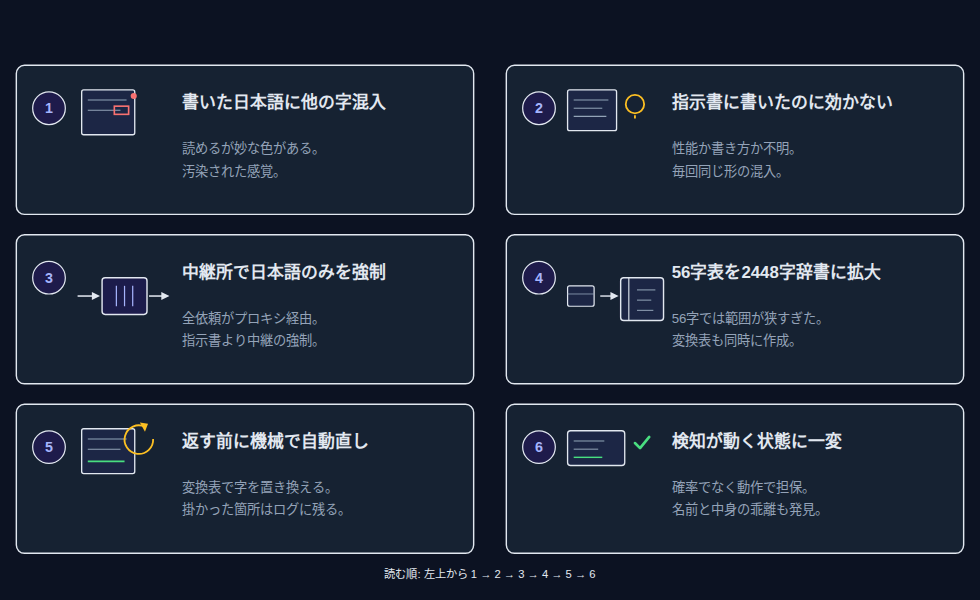 1
書いた日本語に他の字混入
読めるが妙な色がある。
汚染された感覚。
2
指示書に書いたのに効かない
性能か書き方か不明。
毎回同じ形の混入。
3
中継所で日本語のみを強制
全依頼がプロキシ経由。
指示書より中継の強制。
4
56字表を2448字辞書に拡大
56字では範囲が狭すぎた。
変換表も同時に作成。
5
返す前に機械で自動直し
変換表で字を置き換える。
掛かった箇所はログに残る。
6
検知が動く状態に一変
確率でなく動作で担保。
名前と中身の乖離も発見。
読む順: 左上から 1 → 2 → 3 → 4 → 5 → 6